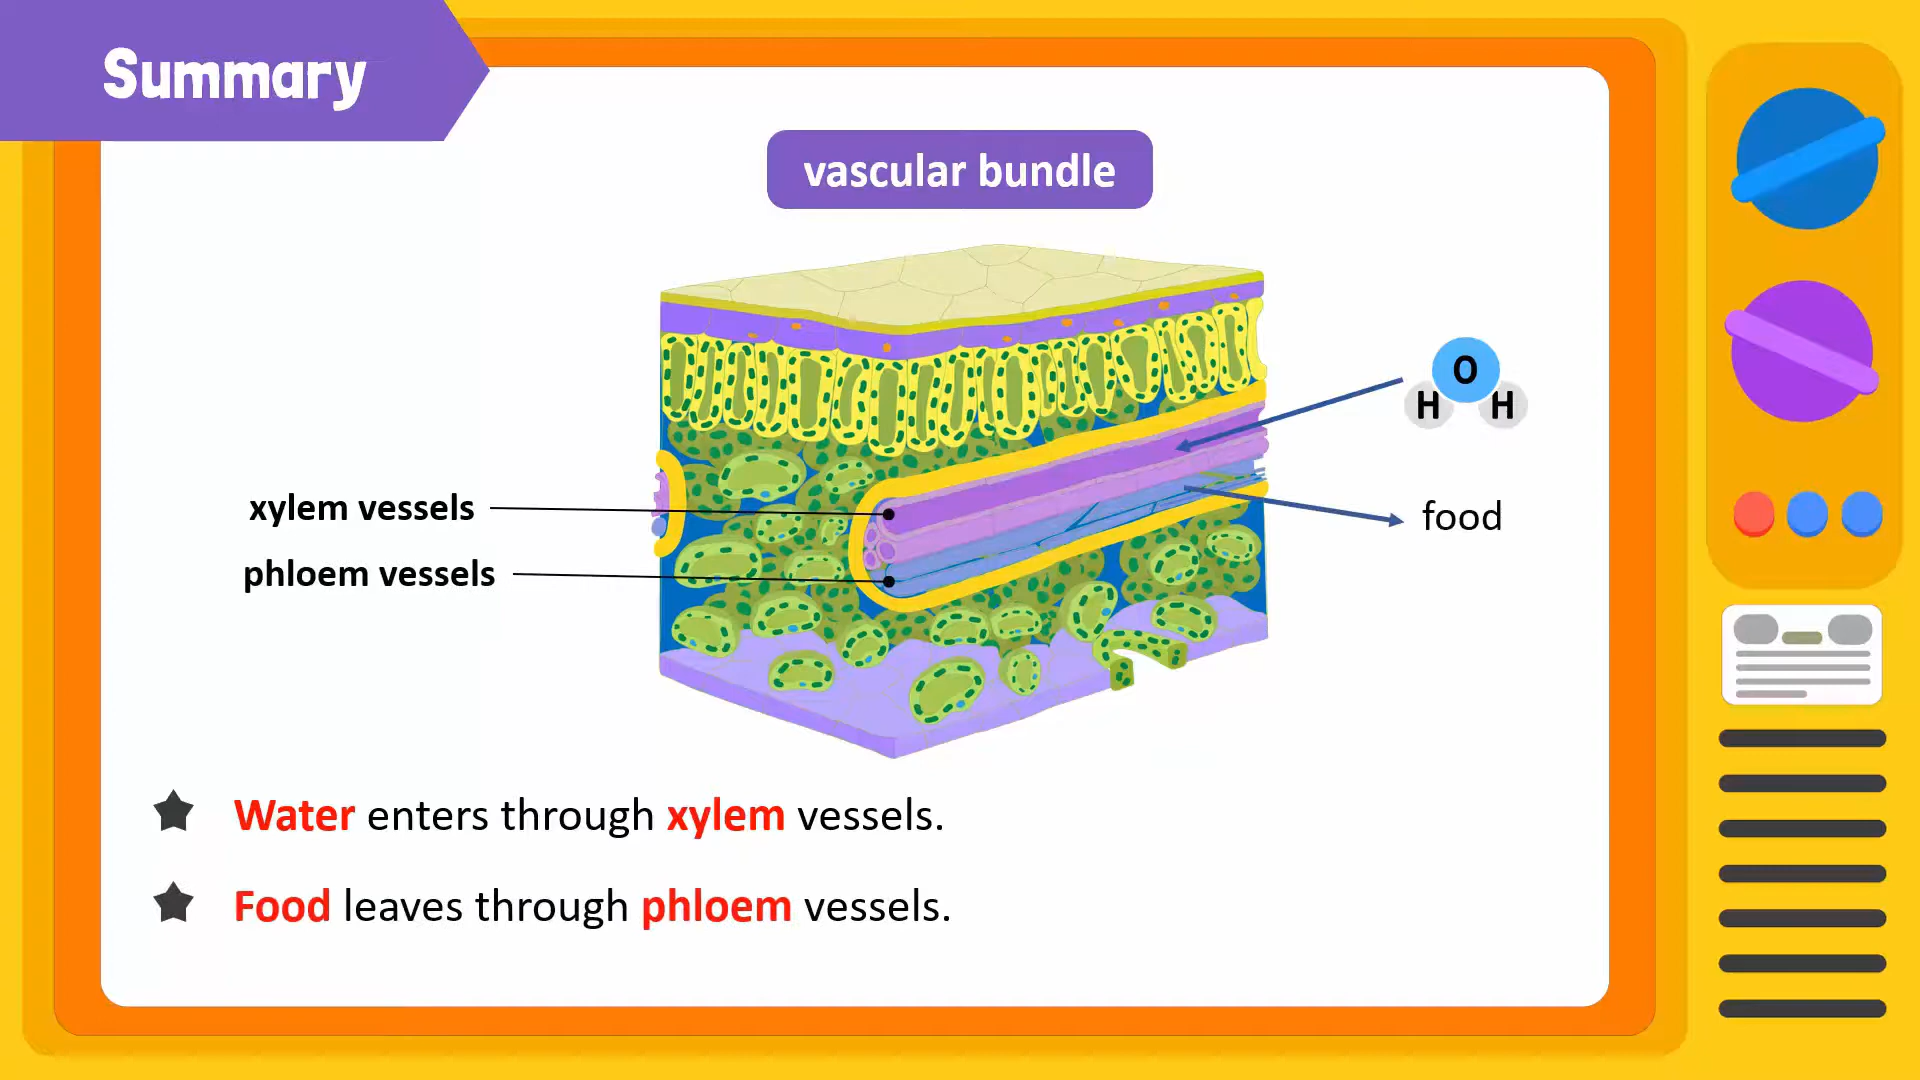 Summary
vascular bundle
O
H H
xylem vessels
food
phloem vessels
Water enters through xylem vessels.
Food leaves through phloem vessels.